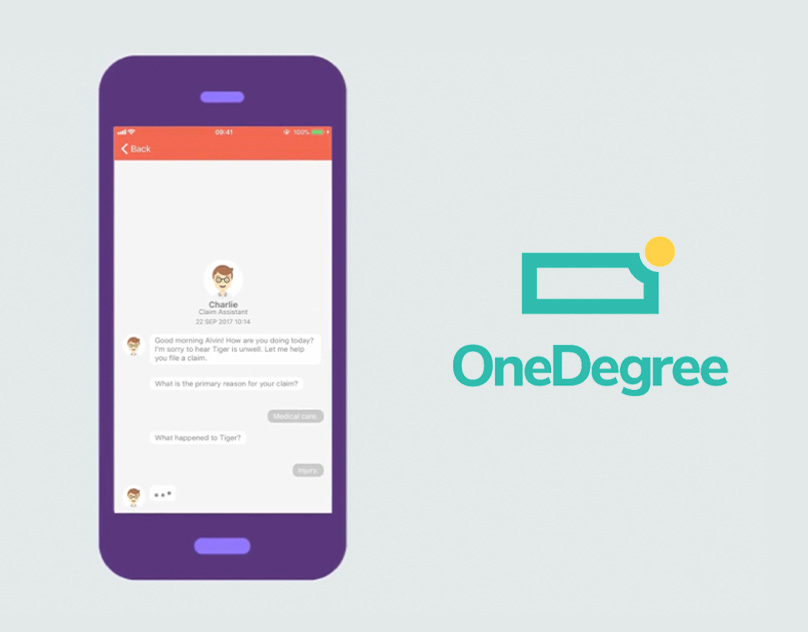 09:41
100%
Back
Charlie
Claim Assistant
22 SEP 2017 10:14
Good morning Alvin! How are you doing today?
I'm sorry to hear Tiger is unwell. Let me help
you file a claim.
What is the primary reason for your claim?
Medical care.
What happened to Tiger?
Injury.
OneDegree